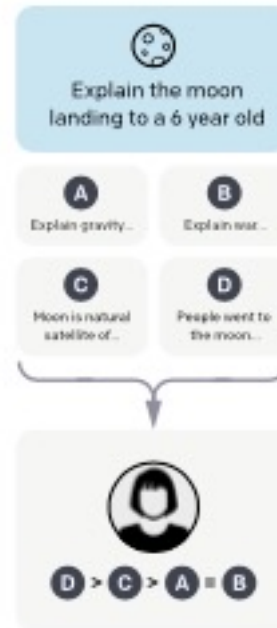 Explain the moon
landing to a 6 year old
A
B
Explain gravity...
Explain war...
C
D
Moon is natural
satellite of...
People went to
the moon...
D > C > A = B